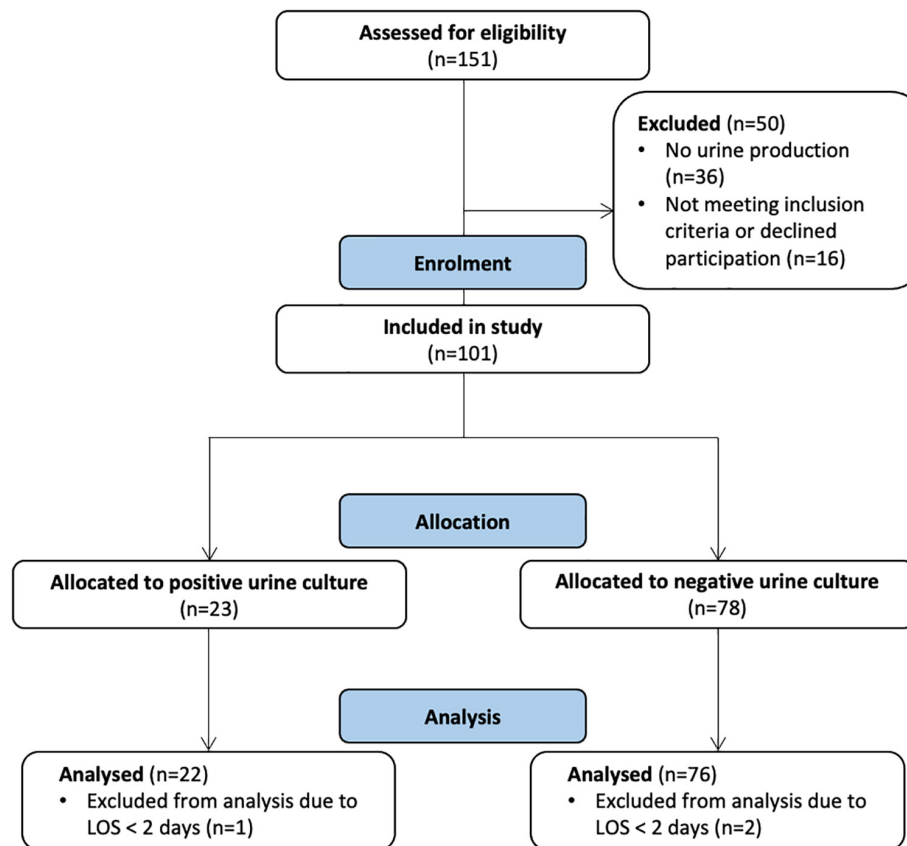 Assessed for eligibility
(n=151)
Excluded (n=50)
• No urine production
(n=36)
• Not meeting inclusion
criteria or declined
participation (n=16)
Enrolment
Included in study
(n=101)
Allocation
Allocated to positive urine culture
(n=23)
Allocated to negative urine culture
(n=78)
Analysis
Analysed (n=22)
• Excluded from analysis due to
LOS < 2 days (n=1)
Analysed (n=76)
• Excluded from analysis due to
LOS < 2 days (n=2)